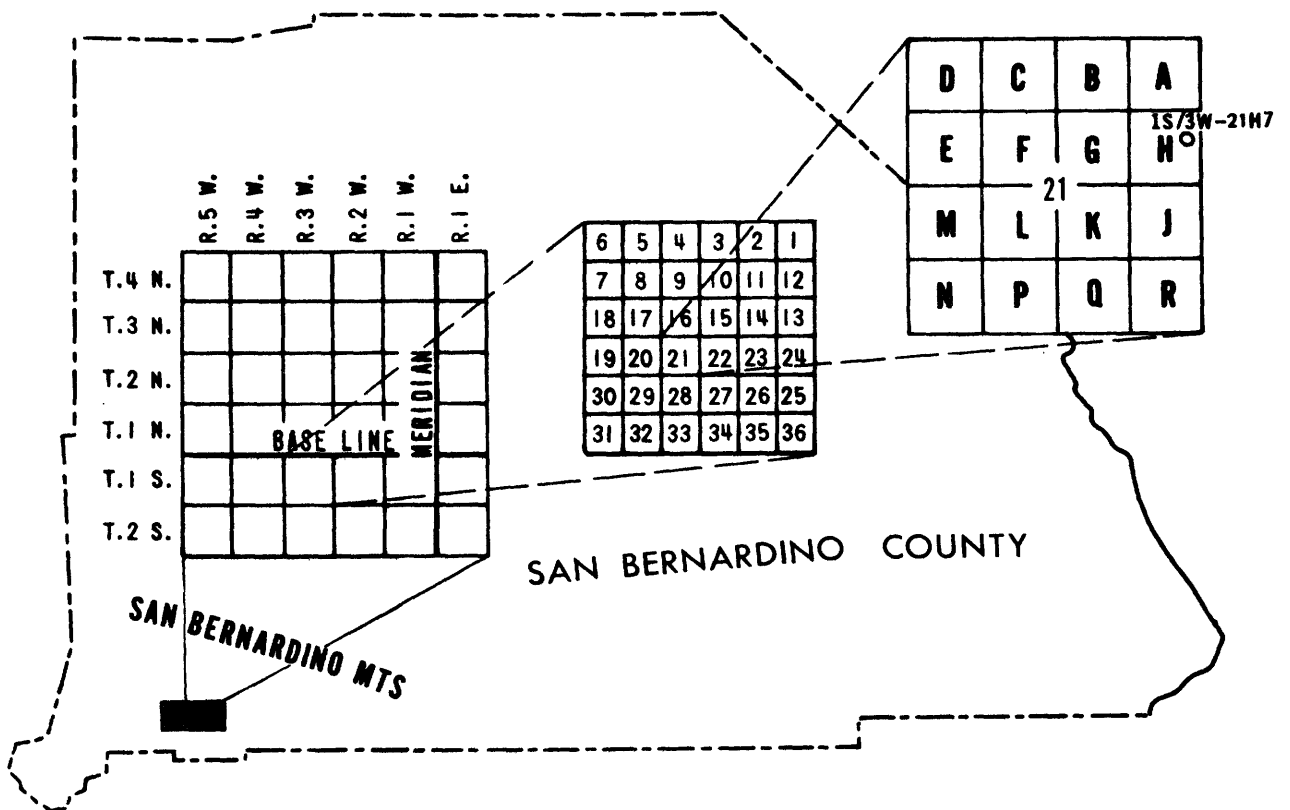 D C B A
1S/3W-21H7
E F G H
21
M L K J
N P Q R
R.5 W. R.4 W. R.3 W. R.2 W. R.1 W. R.1 E.
T.4 N.
T.3 N.
T.2 N.
T.1 N.
T.1 S.
T.2 S.
BASE LINE
MERIDIAN
6 5 4 3 2 1
7 8 9 10 11 12
18 17 16 15 14 13
19 20 21 22 23 24
30 29 28 27 26 25
31 32 33 34 35 36
SAN BERNARDINO COUNTY
SAN BERNARDINO MTS